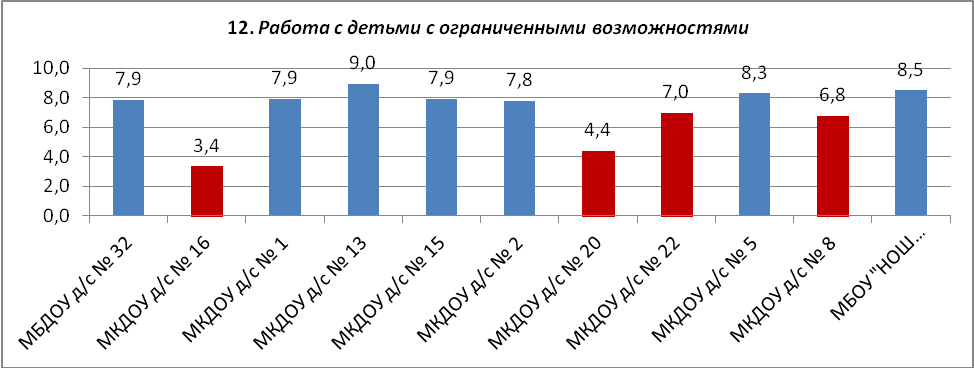 12. Работа с детьми с ограниченными возможностями
10,0
8,0
6,0
4,0
2,0
0,0
7,9
3,4
7,9
9,0
7,9
7,8
4,4
7,0
8,3
6,8
8,5
МБДОУ д/с № 32
МКДОУ д/с № 16
МКДОУ д/с № 1
МКДОУ д/с № 13
МКДОУ д/с № 15
МКДОУ д/с № 2
МКДОУ д/с № 20
МКДОУ д/с № 22
МКДОУ д/с № 5
МКДОУ д/с № 8
МБОУ "НОШ...